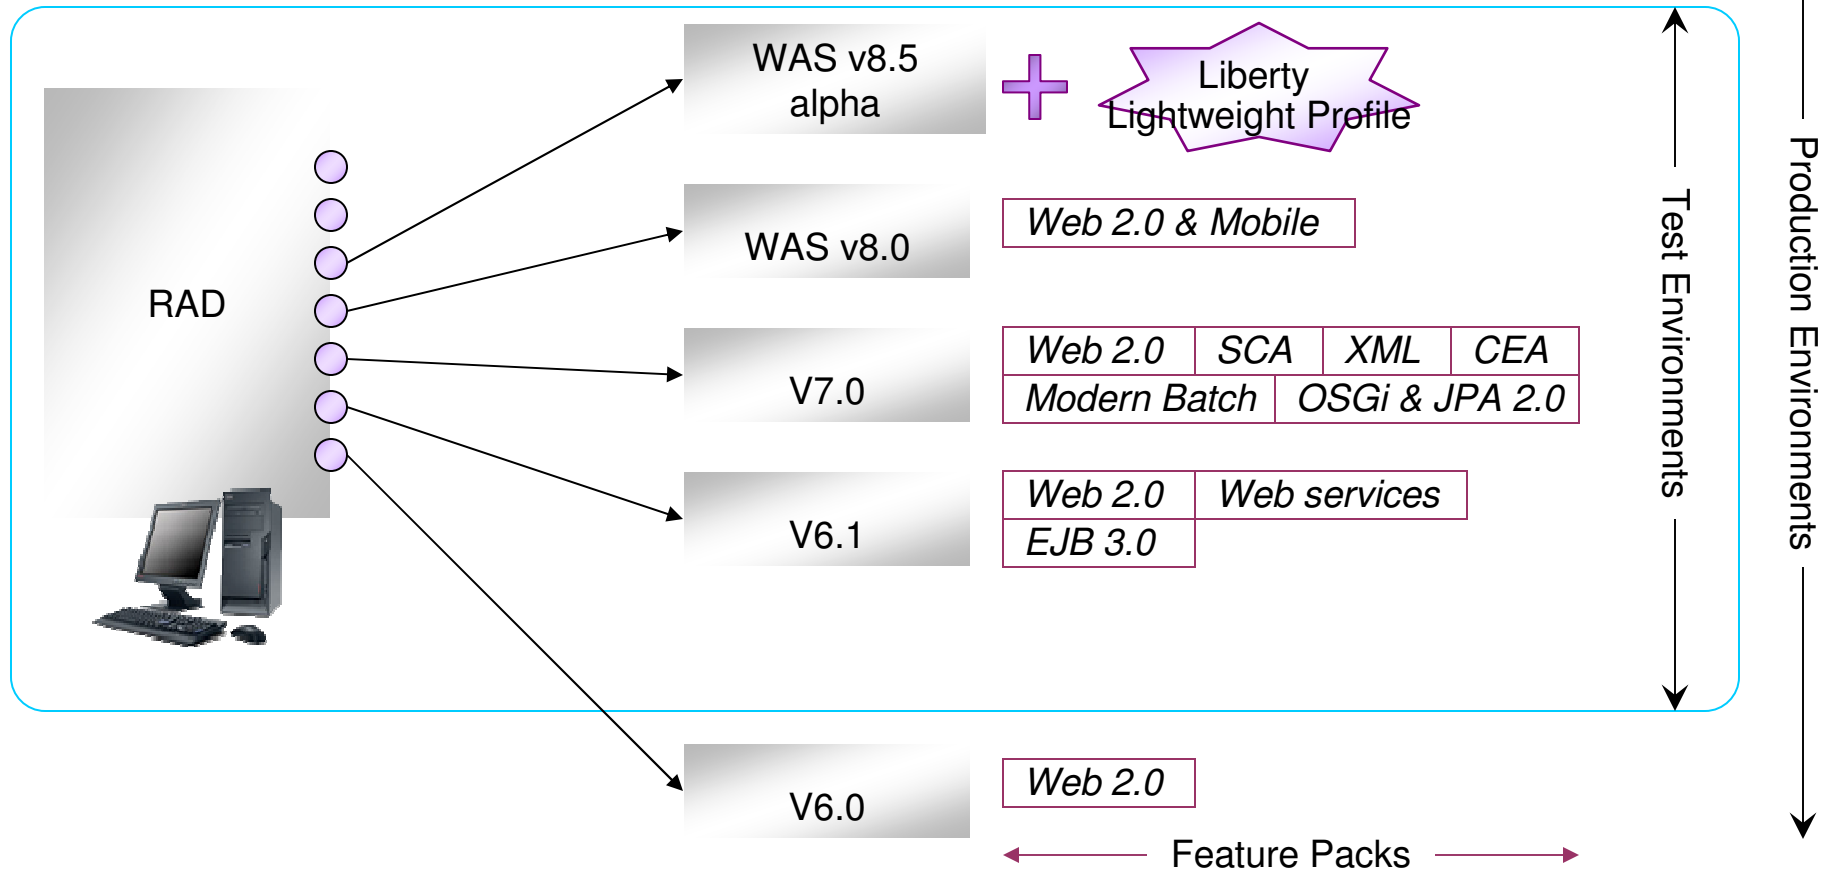 WAS v8.5
alpha
Liberty
Lightweight Profile
RAD
WAS v8.0
Web 2.0 & Mobile
V7.0
Web 2.0 SCA XML CEA
Modern Batch OSGi & JPA 2.0
V6.1
Web 2.0 Web services
EJB 3.0
V6.0
Web 2.0
Feature Packs
Test Environments
Production Environments